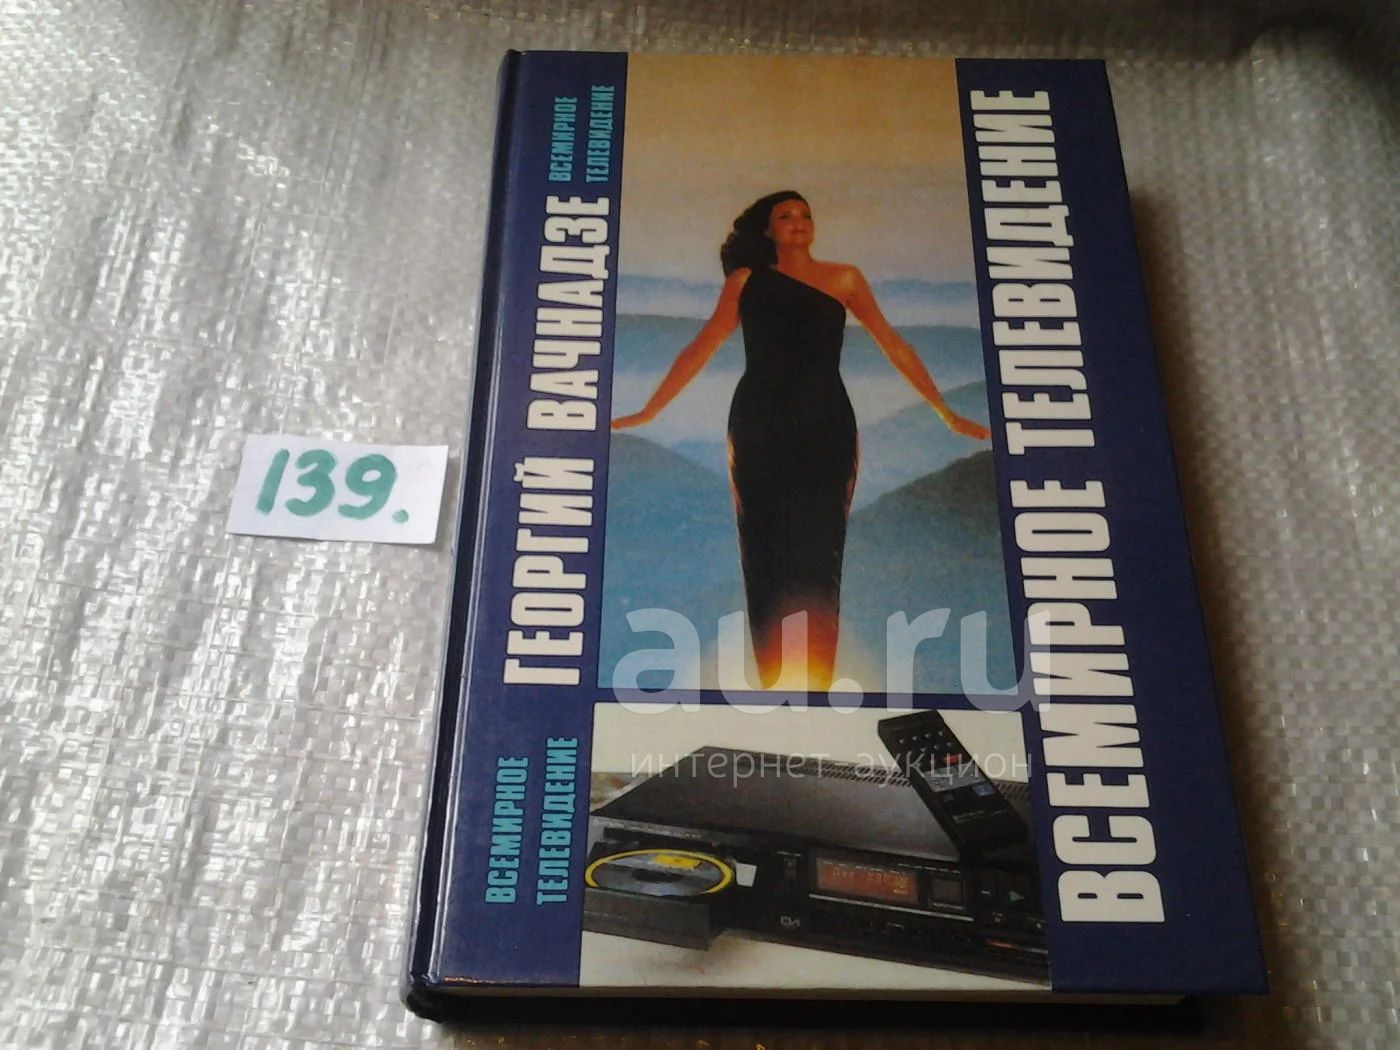 139.
ВСЕМИРНОЕ
ТЕЛЕВИДЕНИЕ
ГЕОРГИЙ ВАЧНАДЗЕ
ВСЕМИРНОЕ
ТЕЛЕВИДЕНИЕ
ВСЕМИРНОЕ ТЕЛЕВИДЕНИЕ
au.ru
интернет-аукцион